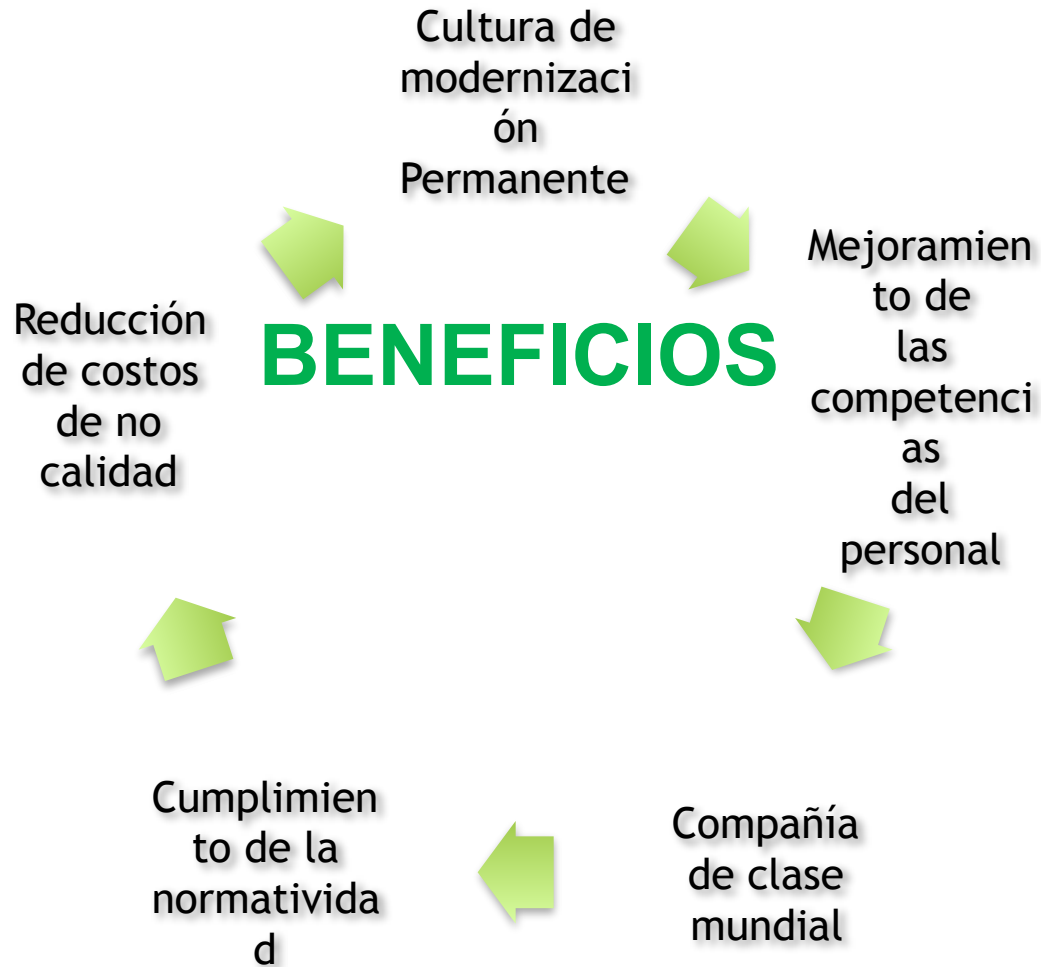 Cultura de
modernizaci
ón
Permanente
Mejoramien
to de
las
competenci
as
del
personal
Compañía
de clase
mundial
Cumplimien
to de la
normativida
d
Reducción
de costos
de no
calidad
BENEFICIOS